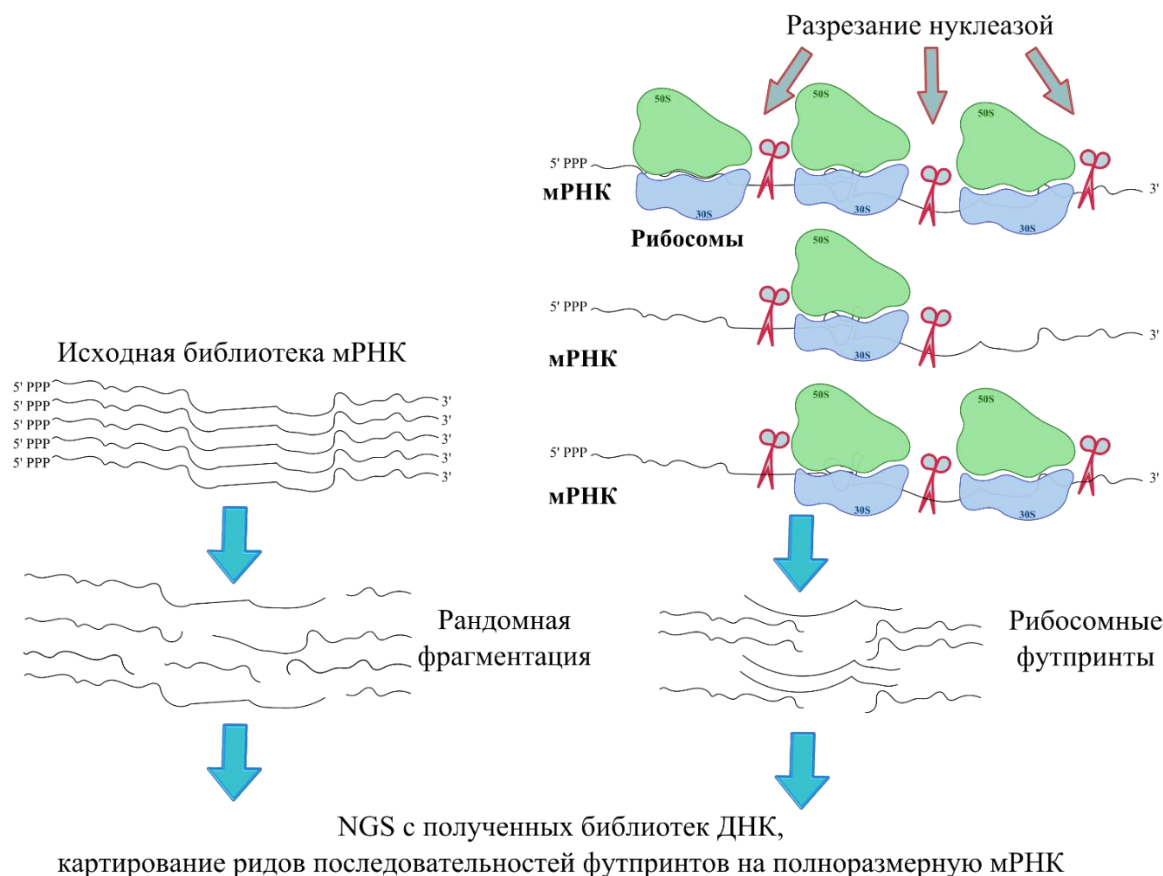 Разрезание нуклеазой
50S
50S
50S
5' PPP
3'
мРНК
30S
30S
30S
Рибосомы
50S
5' PPP
3'
мРНК
30S
Исходная библиотека мРНК
5' PPP
3'
5' PPP
3'
5' PPP
3'
5' PPP
3'
5' PPP
3'
50S
50S
5' PPP
3'
мРНК
30S
30S
Рандомная
фрагментация
Рибосомные
футпринты
NGS с полученных библиотек ДНК,
картирование ридов последовательностей футпринтов на полноразмерную мРНК